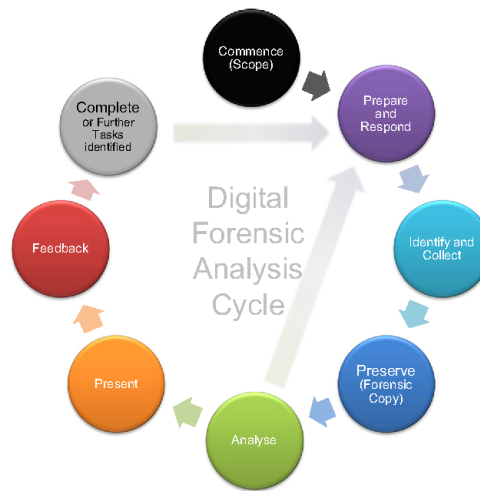 Commence
(Scope)
Prepare
and
Respond
Identify and
Collect
Preserve
(Forensic
Copy)
Analyse
Present
Feedback
Complete
or Further
Tasks
identified
Digital
Forensic
Analysis
Cycle